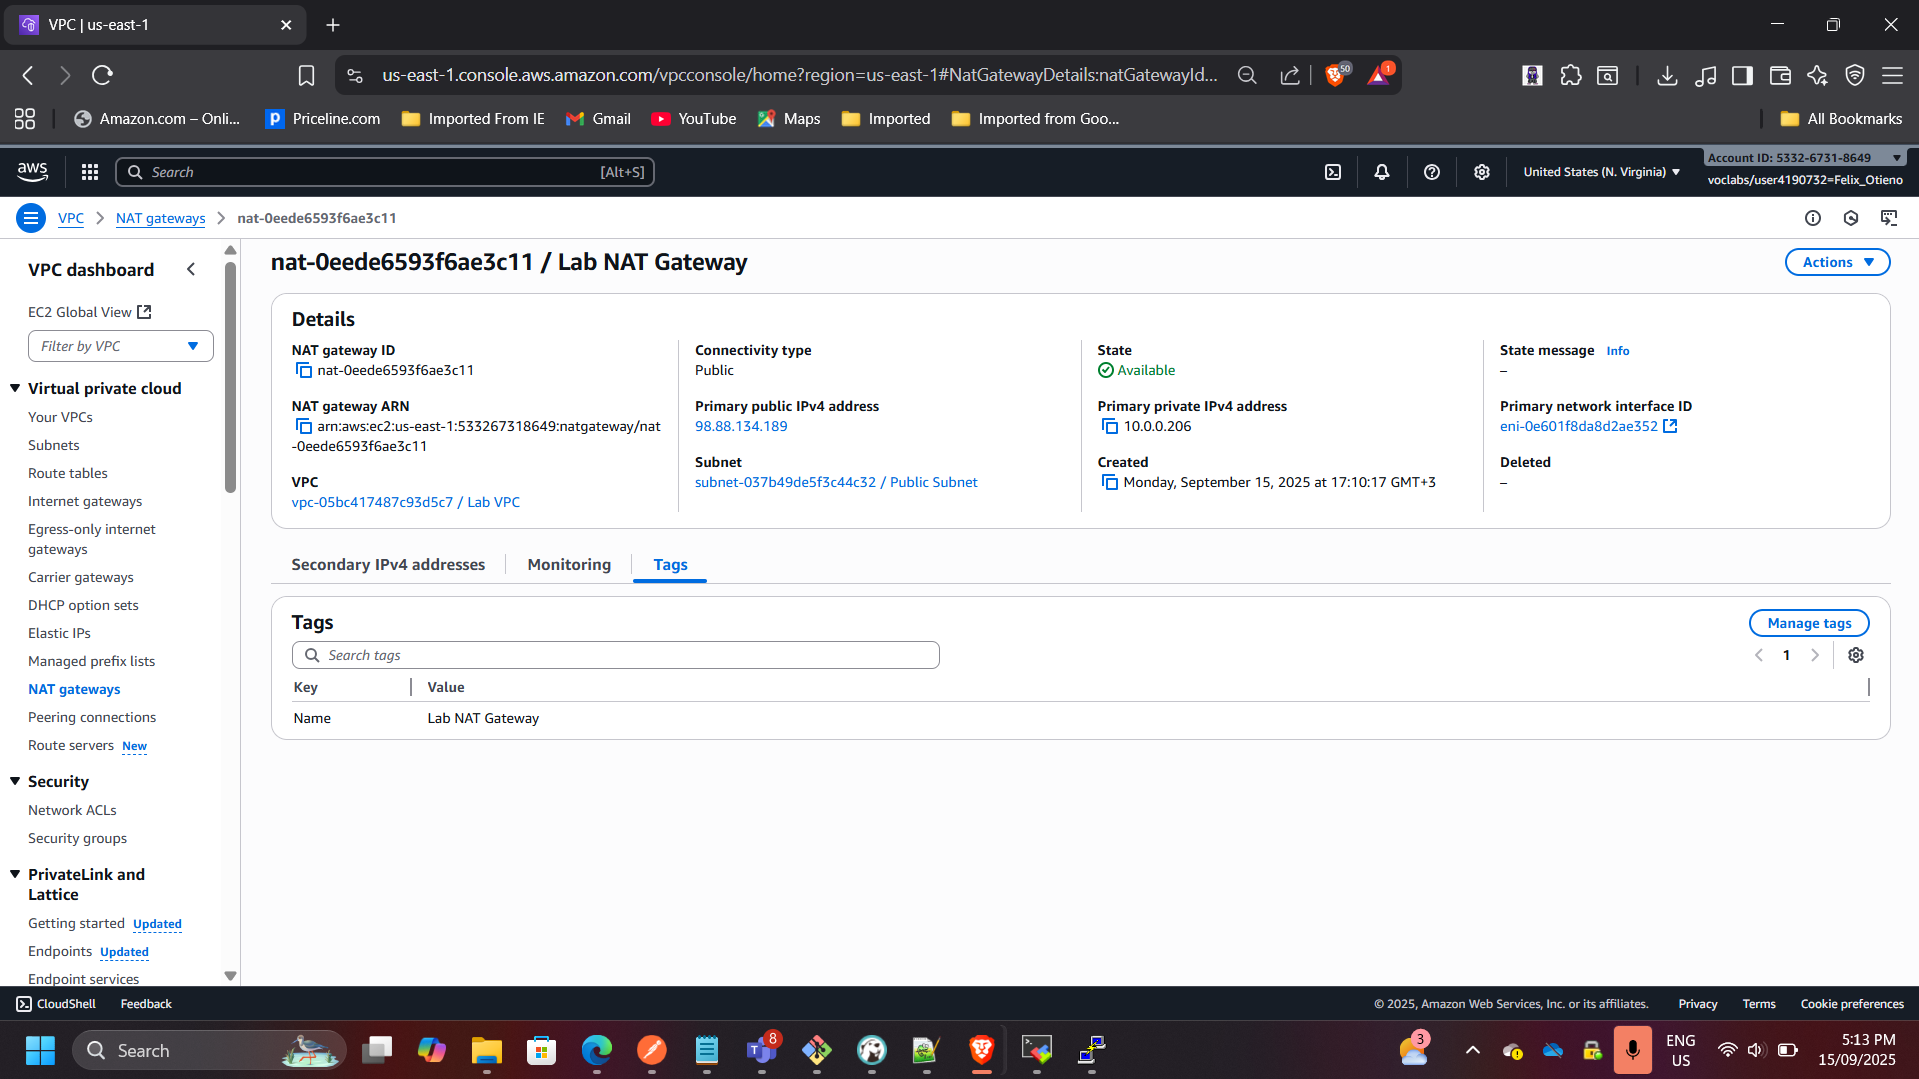 VPC | us-east-1
us-east-1.console.aws.amazon.com/vpcconsole/home?region=us-east-1#NatGatewayDetails:natGatewayId...
50
1
Amazon.com – Onli...
Priceline.com
Imported From IE
Gmail
YouTube
Maps
Imported
Imported from Goo...
All Bookmarks
aws
Search
[Alt+S]
United States (N. Virginia)
Account ID: 5332-6731-8649
voclabs/user4190732=Felix_Otieno
VPC
NAT gateways
nat-0eede6593f6ae3c11
VPC dashboard
EC2 Global View
Filter by VPC
Virtual private cloud
Your VPCs
Subnets
Route tables
Internet gateways
Egress-only internet
gateways
Carrier gateways
DHCP option sets
Elastic IPs
Managed prefix lists
NAT gateways
Peering connections
Route servers New
Security
Network ACLs
Security groups
PrivateLink and
Lattice
Getting started Updated
Endpoints Updated
Endpoint services
nat-0eede6593f6ae3c11 / Lab NAT Gateway
Actions
Details
NAT gateway ID
nat-0eede6593f6ae3c11
NAT gateway ARN
arn:aws:ec2:us-east-1:533267318649:natgateway/nat
-0eede6593f6ae3c11
VPC
vpc-05bc417487c93d5c7 / Lab VPC
Connectivity type
Public
Primary public IPv4 address
98.88.134.189
Subnet
subnet-037b49de5f3c44c32 / Public Subnet
State
Available
Primary private IPv4 address
10.0.0.206
Created
Monday, September 15, 2025 at 17:10:17 GMT+3
State message Info
–
Primary network interface ID
eni-0e601f8da8d2ae352
Deleted
–
Secondary IPv4 addresses
Monitoring
Tags
Tags
Manage tags
Search tags
1
Key
Value
Name
Lab NAT Gateway
CloudShell
Feedback
© 2025, Amazon Web Services, Inc. or its affiliates.
Privacy
Terms
Cookie preferences
Search
8
3
ENG
US
5:13 PM
15/09/2025